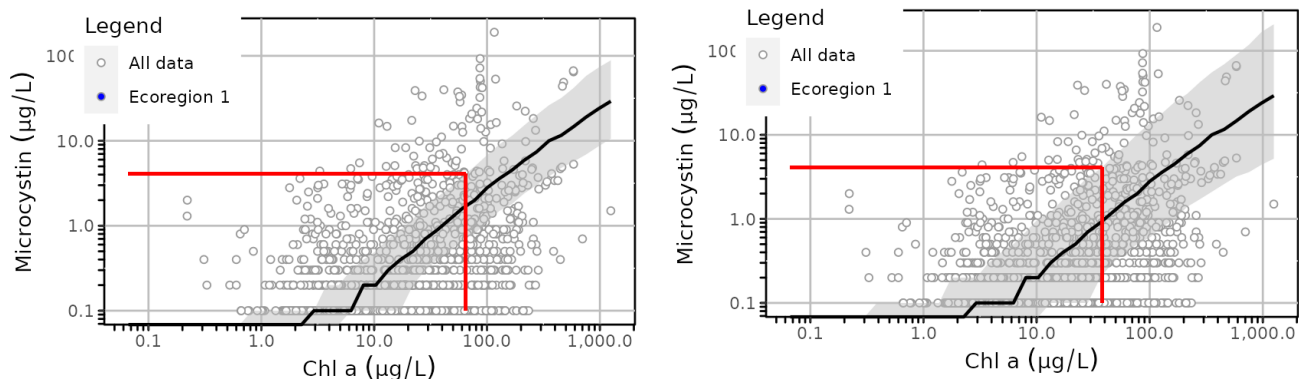 Legend
All data
Ecoregion 1
10.0
1.0
0.1
Microcystin (µg/L)
0.1
1.0
10.0
100.0
1,000.0
Chl a (µg/L)
Legend
All data
Ecoregion 1
10.0
1.0
0.1
Microcystin (µg/L)
0.1
1.0
10.0
100.0
1,000.0
Chl a (µg/L)